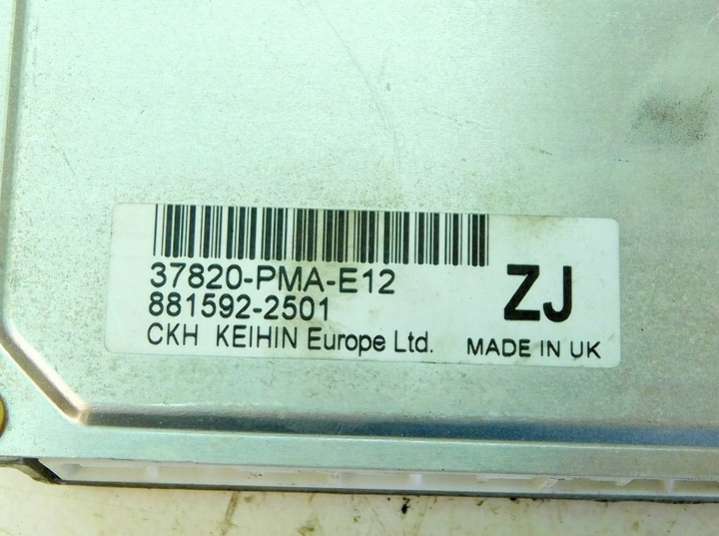 37820-PMA-E12
881592-2501
ZJ
CKH KEIHIN Europe Ltd.
MADE IN UK